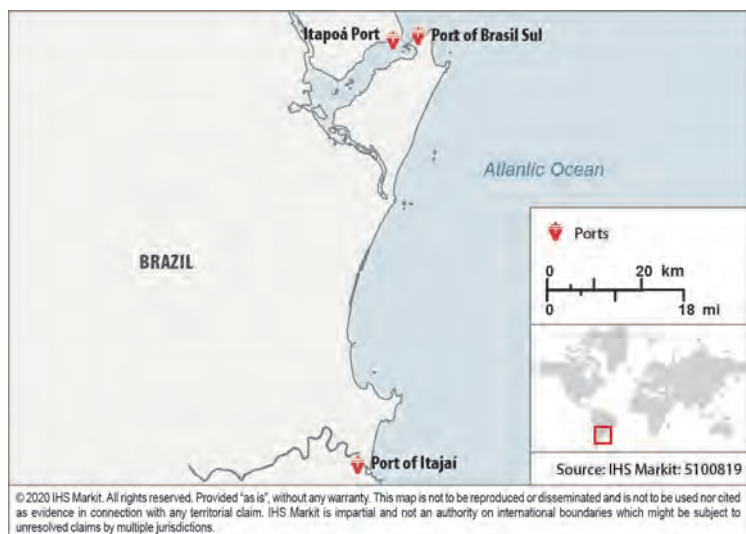 Itapoá Port
Port of Brasil Sul
Atlantic Ocean
BRAZIL
Ports
0 20 km
0 18 mi
Port of Itajaí
Source: IHS Markit: 5100819
© 2020 IHS Markit. All rights reserved. Provided “as is”, without any warranty. This map is not to be reproduced or disseminated and is not to be used nor cited
as evidence in connection with any territorial claim. IHS Markit is impartial and not an authority on international boundaries which might be subject to
unresolved claims by multiple jurisdictions.